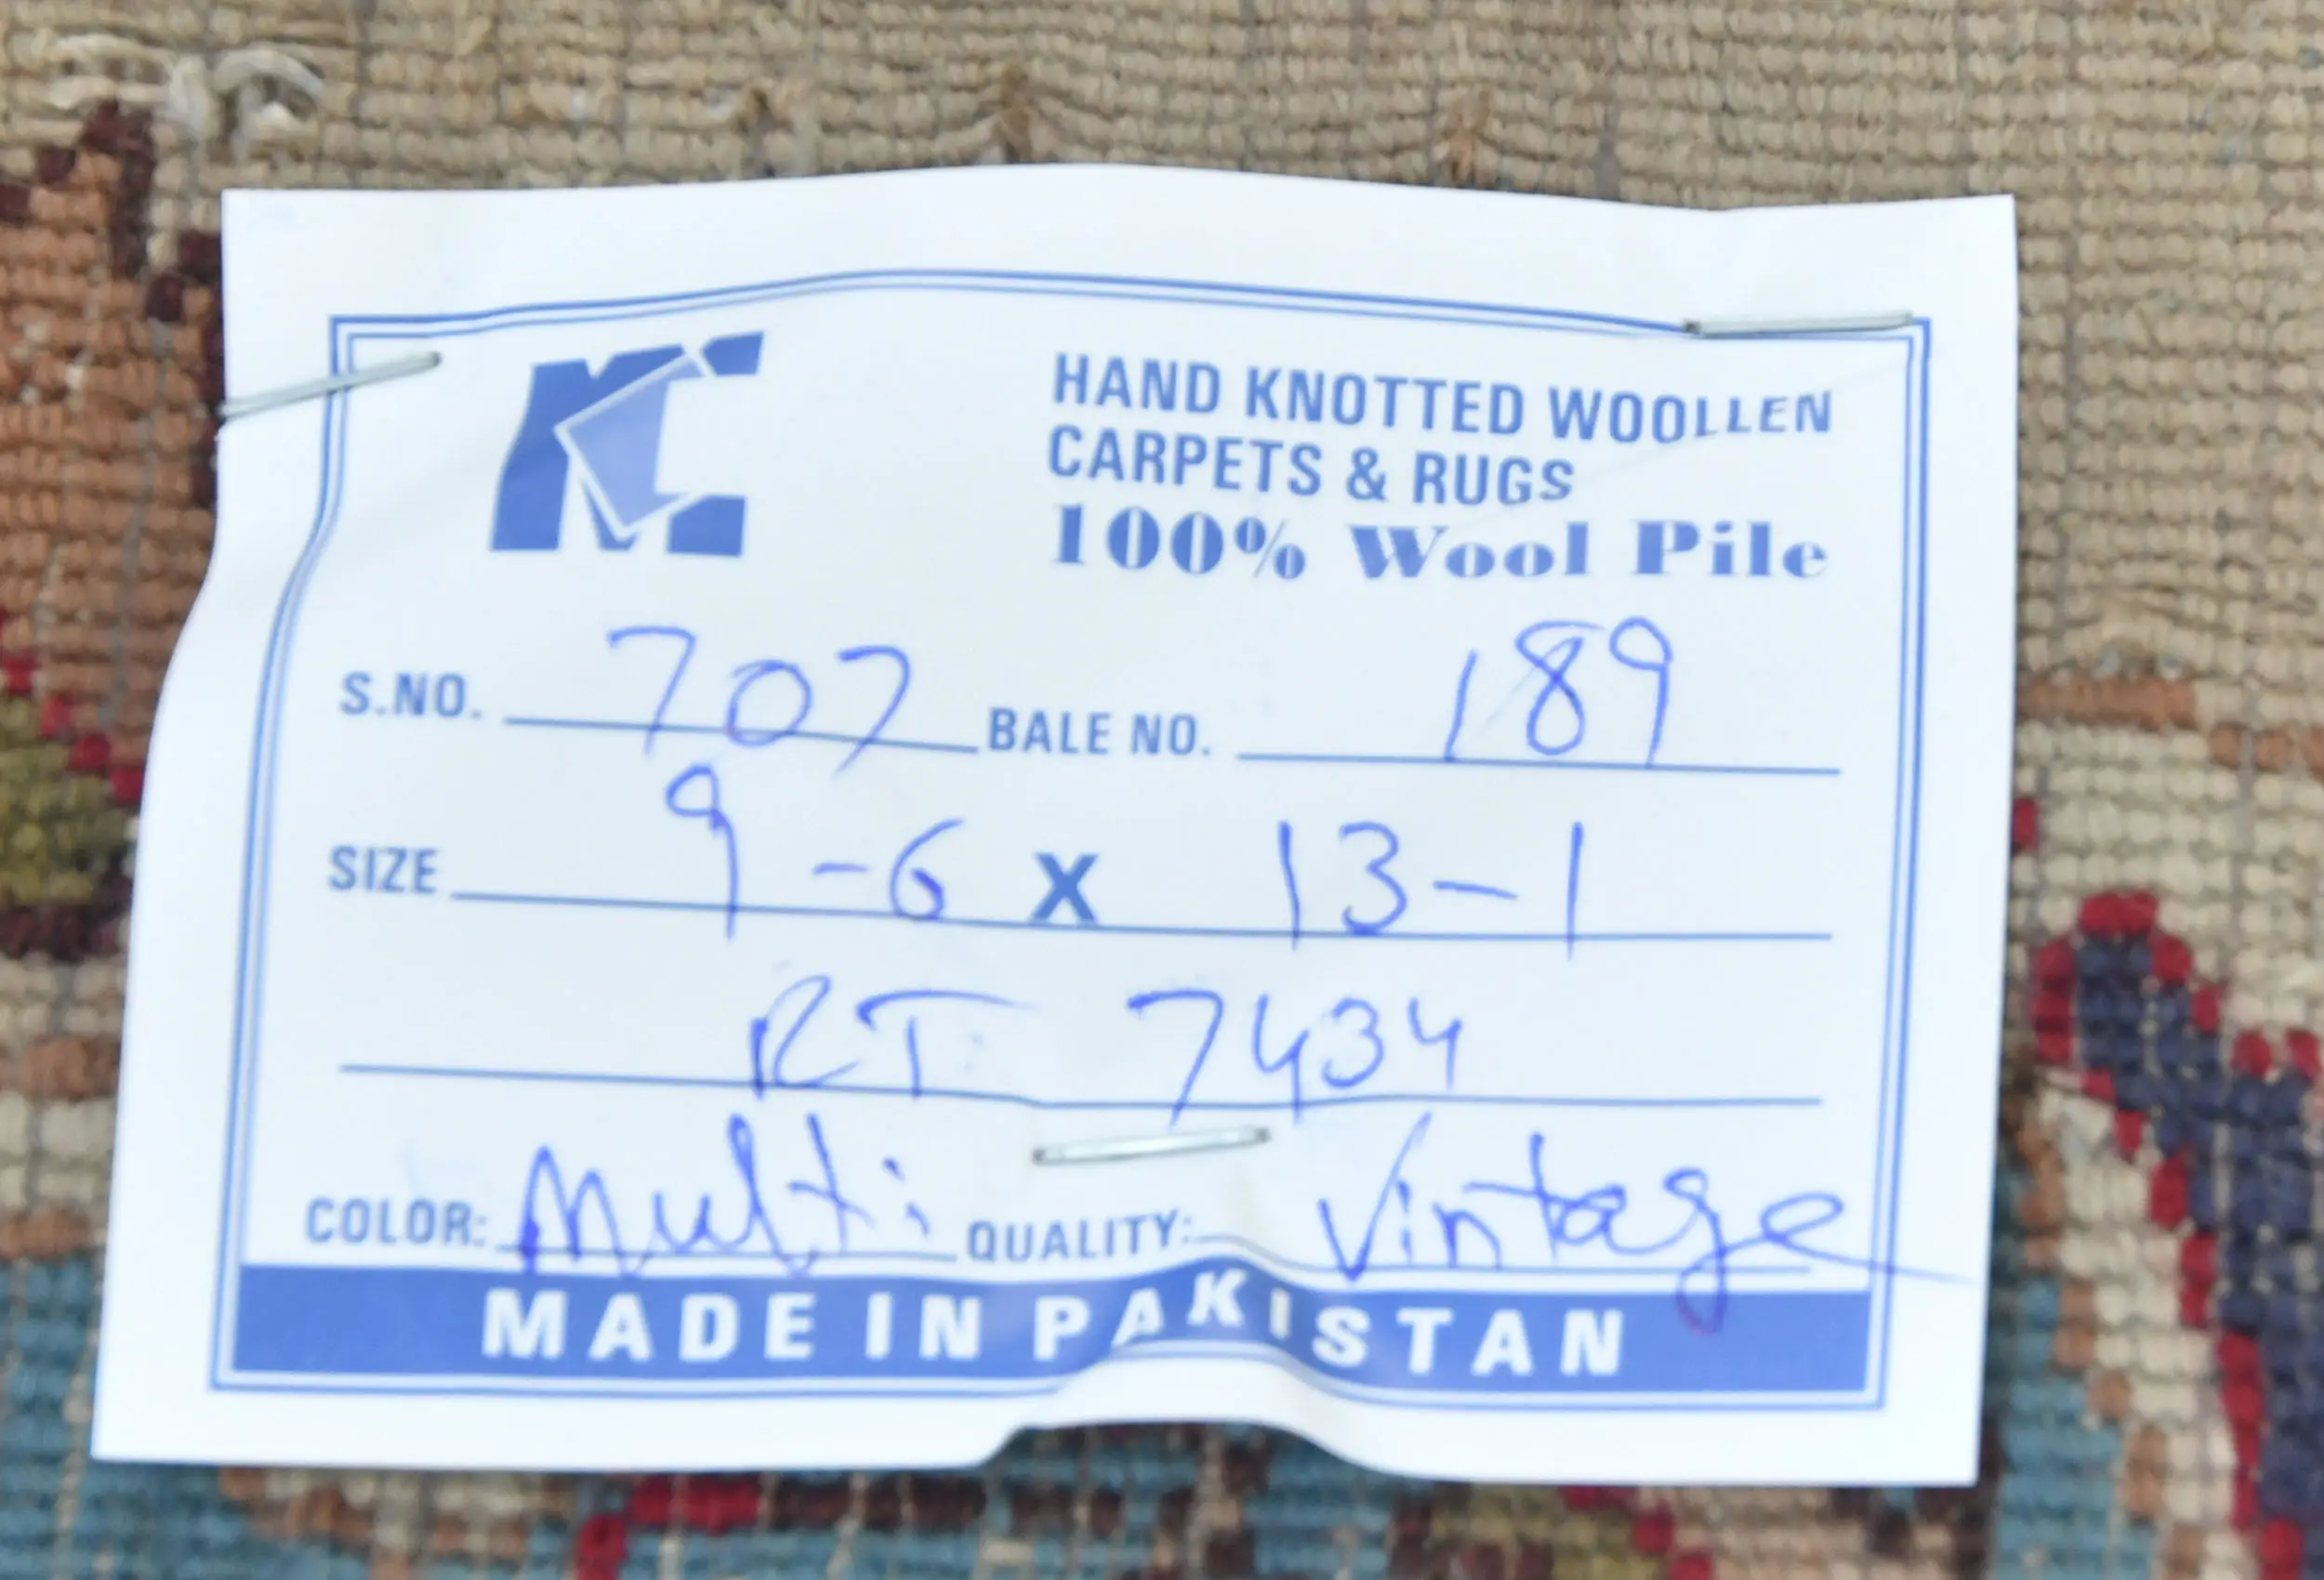 MC
HAND KNOTTED WOOLLEN
CARPETS & RUGS
100% Wool Pile
S.NO. 707 BALE NO. 189
SIZE 9-6 X 13-1
RT 7434
COLOR: Multi QUALITY: Vintage
MADE IN PAKISTAN